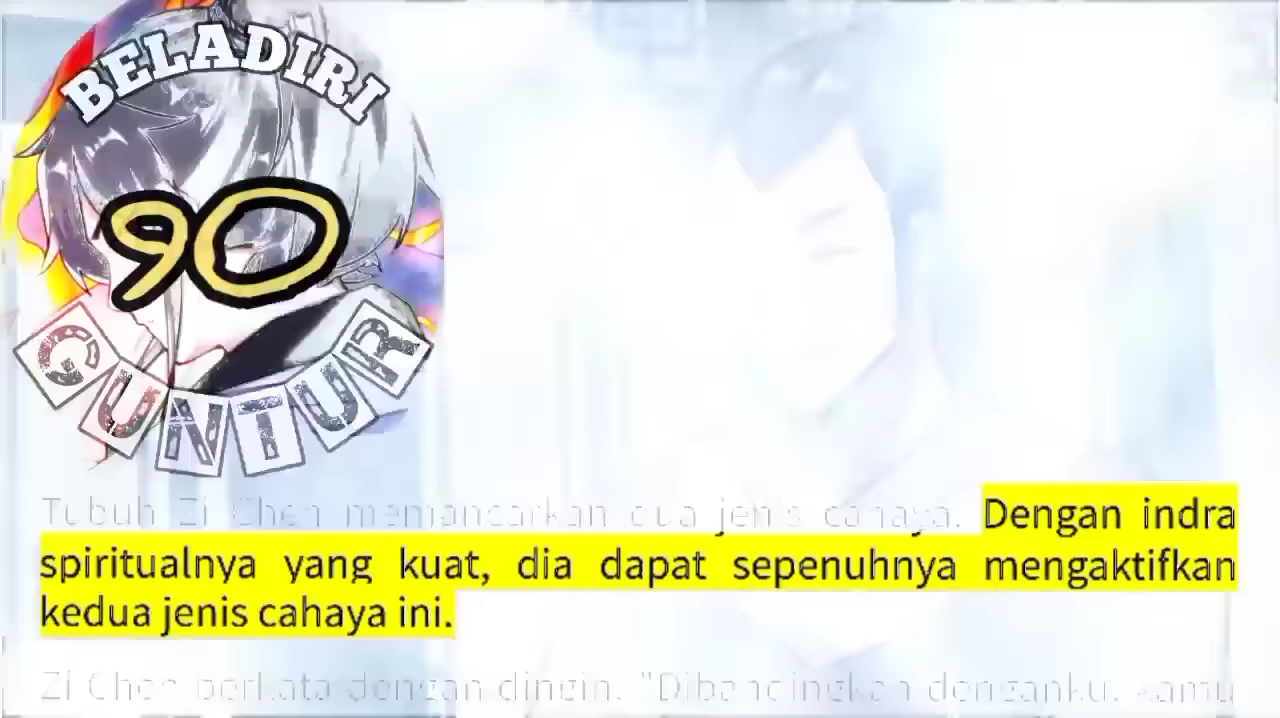 BELADIRI
90
GUNTUR
Tubuh Zi Chen memancarkan dua jenis cahaya. Dengan indra
spiritualnya yang kuat, dia dapat sepenuhnya mengaktifkan
kedua jenis cahaya ini.
Zi Chen berkata dengan dingin. "Dibandingkan denganku, kamu